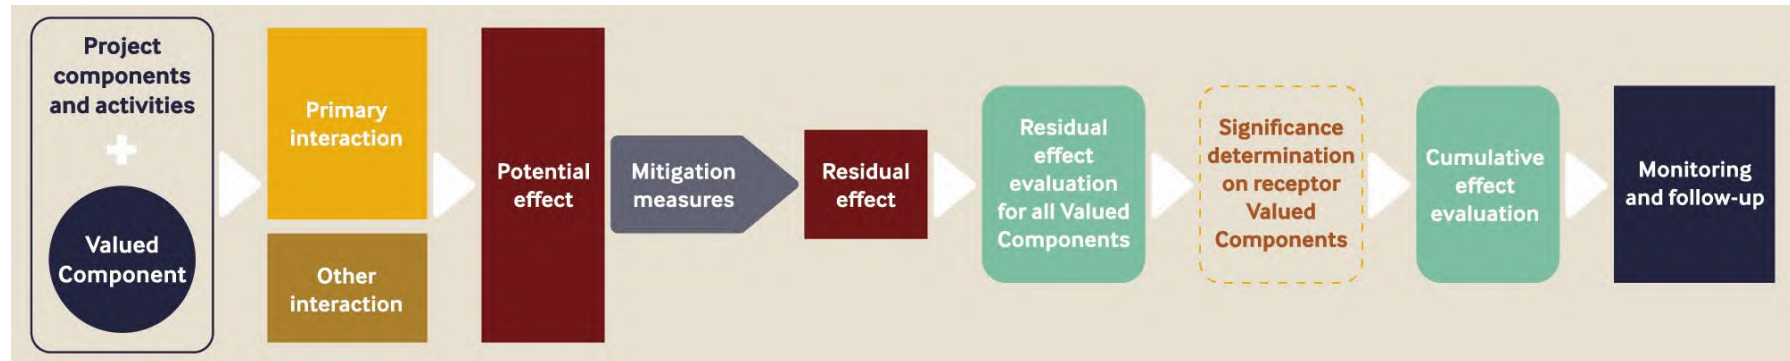 Project
components
and activities
+
Valued
Component
Primary
interaction
Other
interaction
Potential
effect
Mitigation
measures
Residual
effect
Residual
effect
evaluation
for all Valued
Components
Significance
determination
on receptor
Valued
Components
Cumulative
effect
evaluation
Monitoring
and follow-up